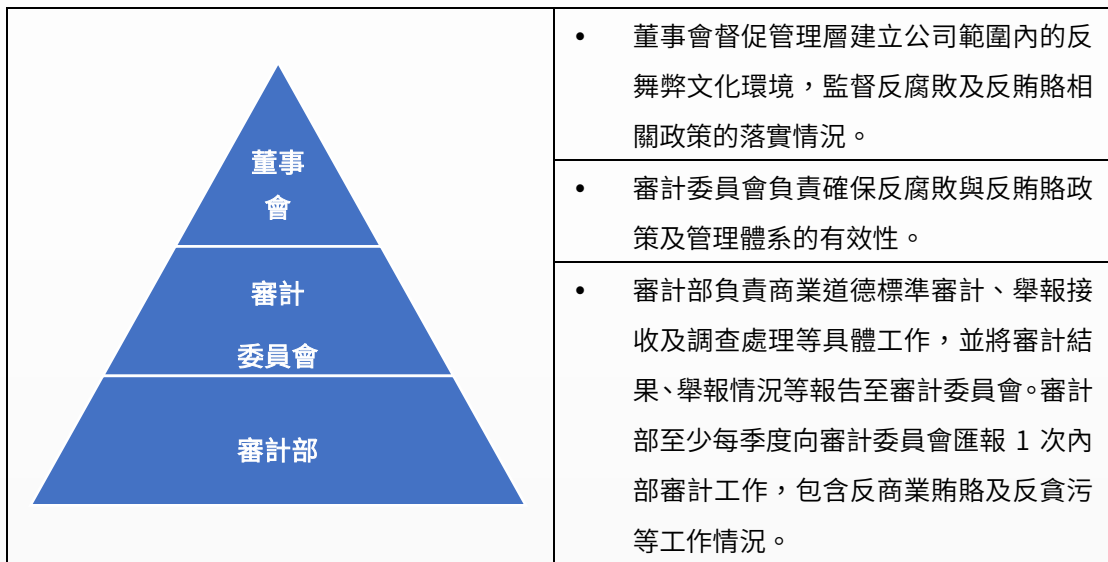 董事
會
審計
委員會
審計部
• 董事會督促管理層建立公司範圍內的反
舞弊文化環境，監督反腐敗及反賄賂相
關政策的落實情況。
• 審計委員會負責確保反腐敗與反賄賂政
策及管理體系的有效性。
• 審計部負責商業道德標準審計、舉報接
收及調查處理等具體工作，並將審計結
果、舉報情況等報告至審計委員會。審計
部至少每季度向審計委員會匯報 1 次內
部審計工作，包含反商業賄賂及反貪污
等工作情況。